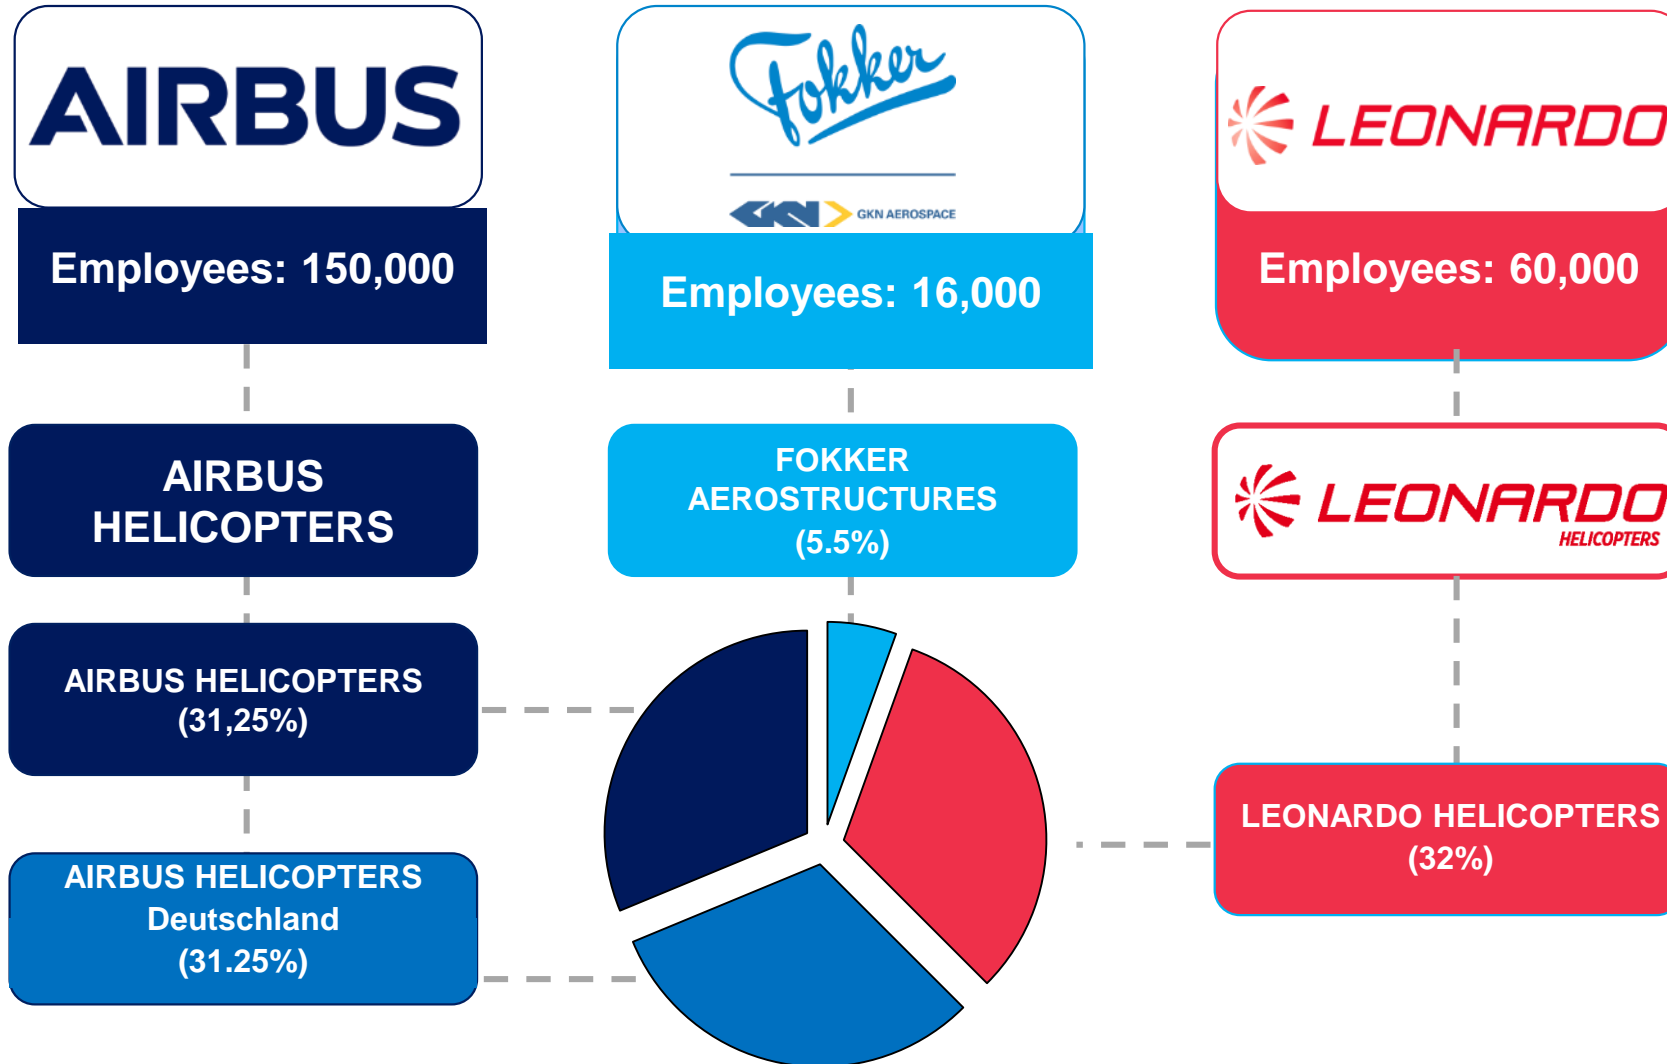 AIRBUS
Employees: 150,000
AIRBUS
HELICOPTERS
AIRBUS HELICOPTERS
(31,25%)
AIRBUS HELICOPTERS
Deutschland
(31.25%)
Fokker
GKN GKN AEROSPACE
Employees: 16,000
FOKKER
AEROSTRUCTURES
(5.5%)
LEONARDO
Employees: 60,000
LEONARDO
HELICOPTERS
LEONARDO HELICOPTERS
(32%)